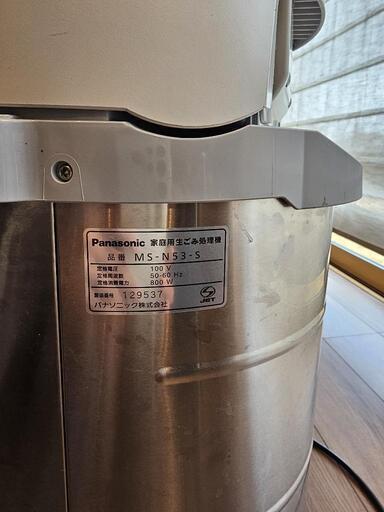 Panasonic 家庭用生ごみ処理機
品番 MS-N53-S
定格電圧 100 V
定格周波数 50-60 Hz
定格消費電力 800 W
製造番号 129537
パナソニック株式会社
S
JET